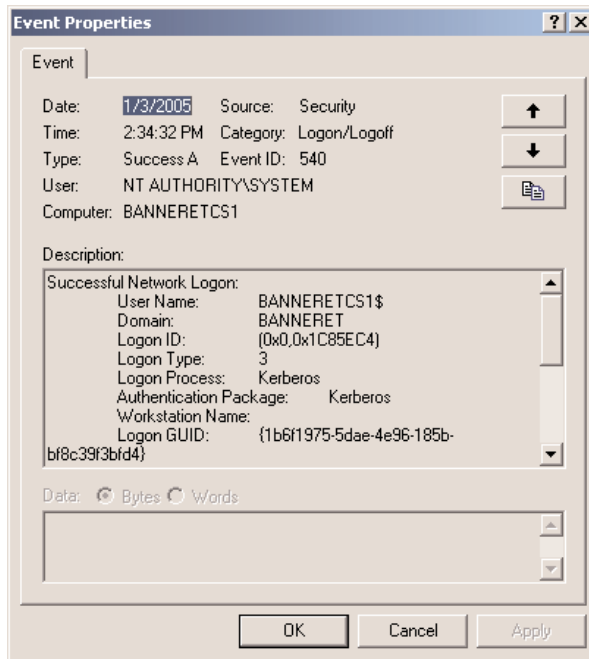 Event Properties
Event
Date: 1/3/2005 Source: Security
Time: 2:34:32 PM Category: Logon/Logoff
Type: Success A Event ID: 540
User: NT AUTHORITY\SYSTEM
Computer: BANNERETCS1
Description:
Successful Network Logon:
User Name: BANNERETCS1$
Domain: BANNERET
Logon ID: (0x0,0x1C85EC4)
Logon Type: 3
Logon Process: Kerberos
Authentication Package: Kerberos
Workstation Name:
Logon GUID: {1b6f1975-5dae-4e96-185b-
bf8c39f3bfd4}
Data: Bytes Words
OK Cancel Apply